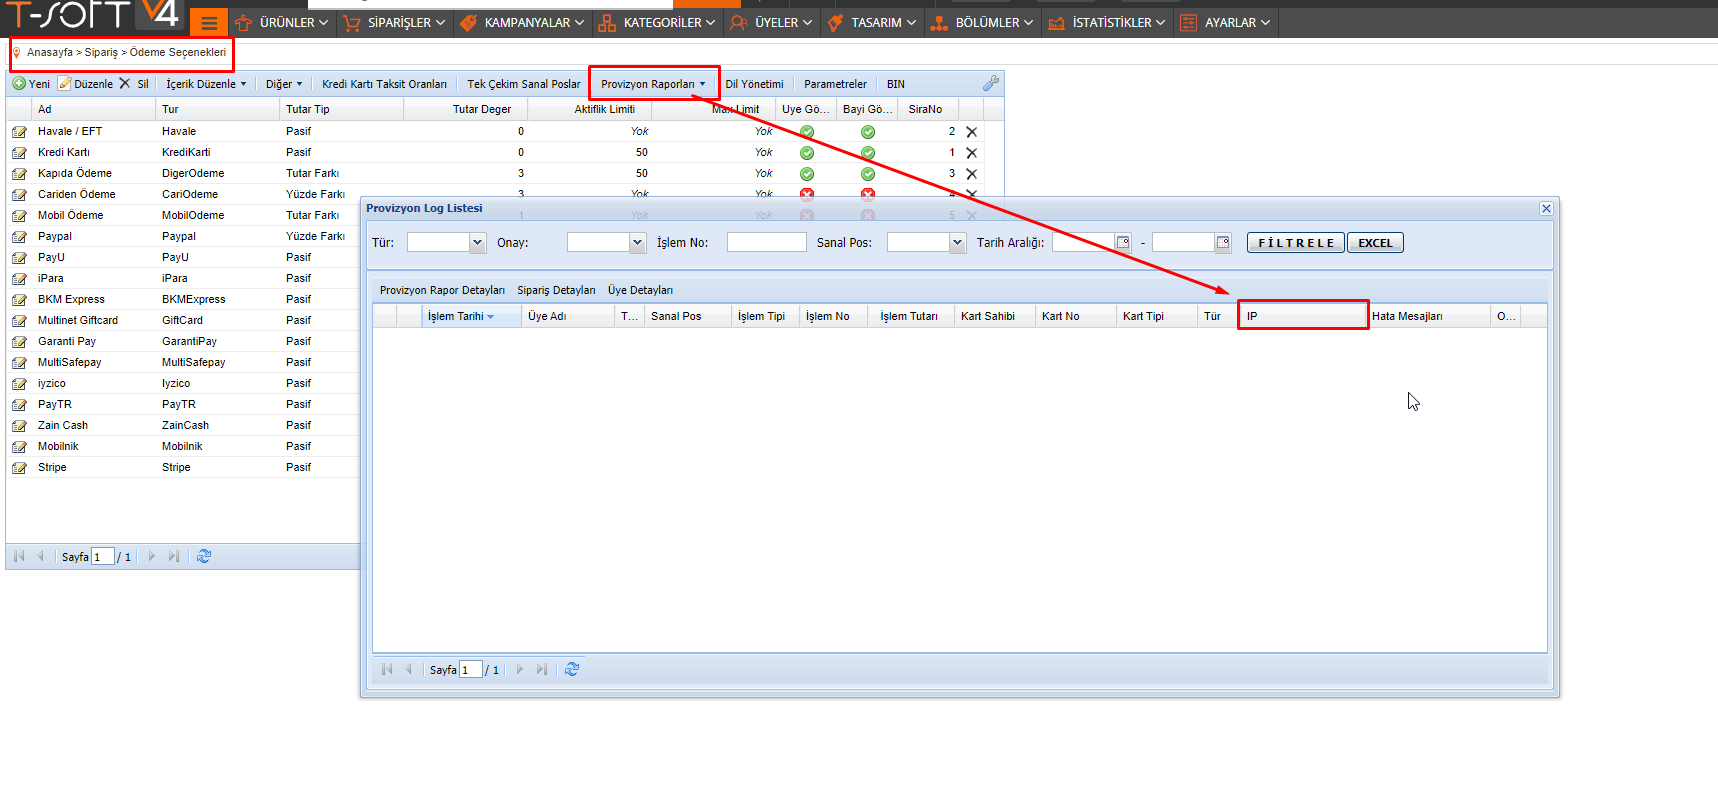 T-SOFT V4
ÜRÜNLER SİPARİŞLER KAMPANYALAR KATEGORİLER ÜYELER TASARIM BÖLÜMLER İSTATİSTİKLER AYARLAR
Anasayfa > Sipariş > Ödeme Seçenekleri
Yeni Düzenle Sil İçerik Düzenle Diğer Kredi Kartı Taksit Oranları Tek Çekim Sanal Poslar Provizyon Raporları Dil Yönetimi Parametreler BIN
Ad Tur Tutar Tip Tutar Deger Aktiflik Limiti Max Limit Uye Gö... Bayi Gö... SiraNo
Havale / EFT Havale Pasif 0 Yok Yok 2
Kredi Kartı KrediKarti Pasif 0 50 Yok 1
Kapıda Ödeme DigerOdeme Tutar Farkı 3 50 Yok 3
Cariden Ödeme CariOdeme Yüzde Farkı 3 Yok Yok 4
Mobil Ödeme MobilOdeme Tutar Farkı 1 Yok Yok 5
Paypal Paypal Yüzde Farkı
PayU PayU Pasif
iPara iPara Pasif
BKM Express BKMExpress Pasif
Multinet Giftcard GiftCard Pasif
Garanti Pay GarantiPay Pasif
MultiSafepay MultiSafepay Pasif
iyzico Iyzico Pasif
PayTR PayTR Pasif
Zain Cash ZainCash Pasif
Mobilnik Mobilnik Pasif
Stripe Stripe Pasif
Sayfa 1 / 1
Provizyon Log Listesi
Tür: Onay: İşlem No: Sanal Pos: Tarih Aralığı: - FİLTRELE EXCEL
Provizyon Rapor Detayları Sipariş Detayları Üye Detayları
İşlem Tarihi Üye Adı T... Sanal Pos İşlem Tipi İşlem No İşlem Tutarı Kart Sahibi Kart No Kart Tipi Tür IP Hata Mesajları O...
Sayfa 1 / 1